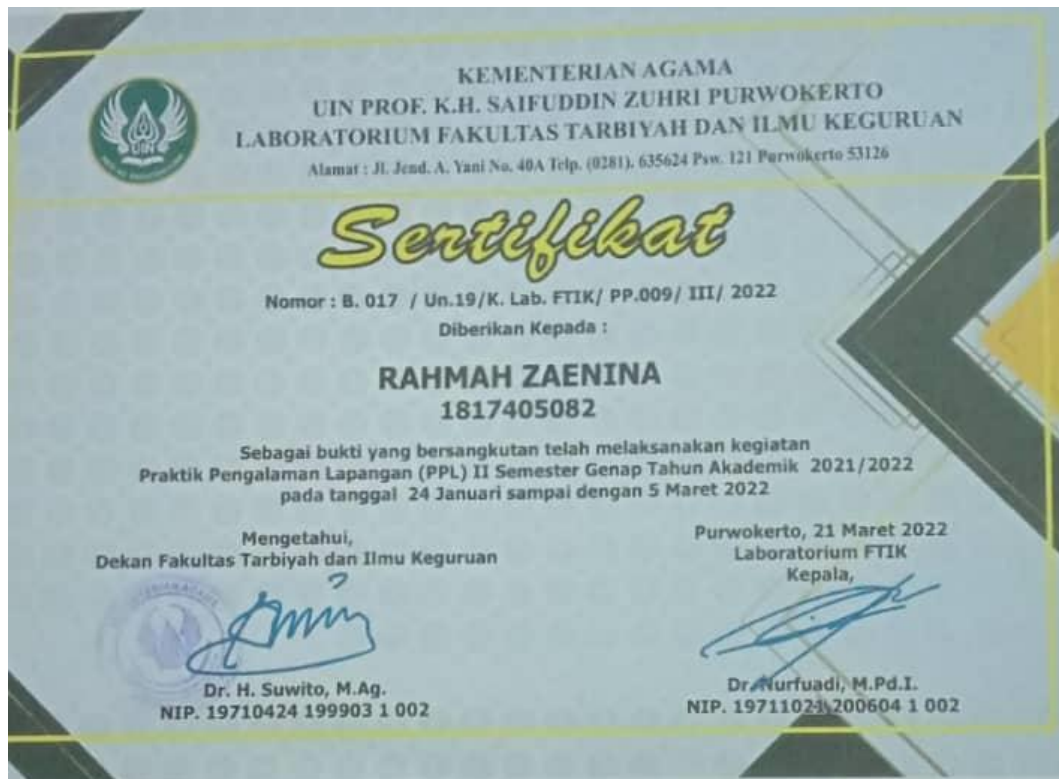 KEMENTERIAN AGAMA
UIN PROF. K.H. SAIFUDDIN ZUHRI PURWOKERTO
LABORATORIUM FAKULTAS TARBIYAH DAN ILMU KEGURUAN
Alamat : Jl. Jend. A. Yani No. 40A Telp. (0281). 635624 Psw. 121 Purwokerto 53126
UIN
Sertifikat
Nomor : B. 017 / Un.19/K. Lab. FTIK/ PP.009/ III/ 2022
Diberikan Kepada :
RAHMAH ZAENINA
1817405082
Sebagai bukti yang bersangkutan telah melaksanakan kegiatan
Praktik Pengalaman Lapangan (PPL) II Semester Genap Tahun Akademik 2021/2022
pada tanggal 24 Januari sampai dengan 5 Maret 2022
Mengetahui,
Dekan Fakultas Tarbiyah dan Ilmu Keguruan
Dr. H. Suwito, M.Ag.
NIP. 19710424 199903 1 002
Purwokerto, 21 Maret 2022
Laboratorium FTIK
Kepala,
Dr. Nurfuadi, M.Pd.I.
NIP. 19711021 200604 1 002